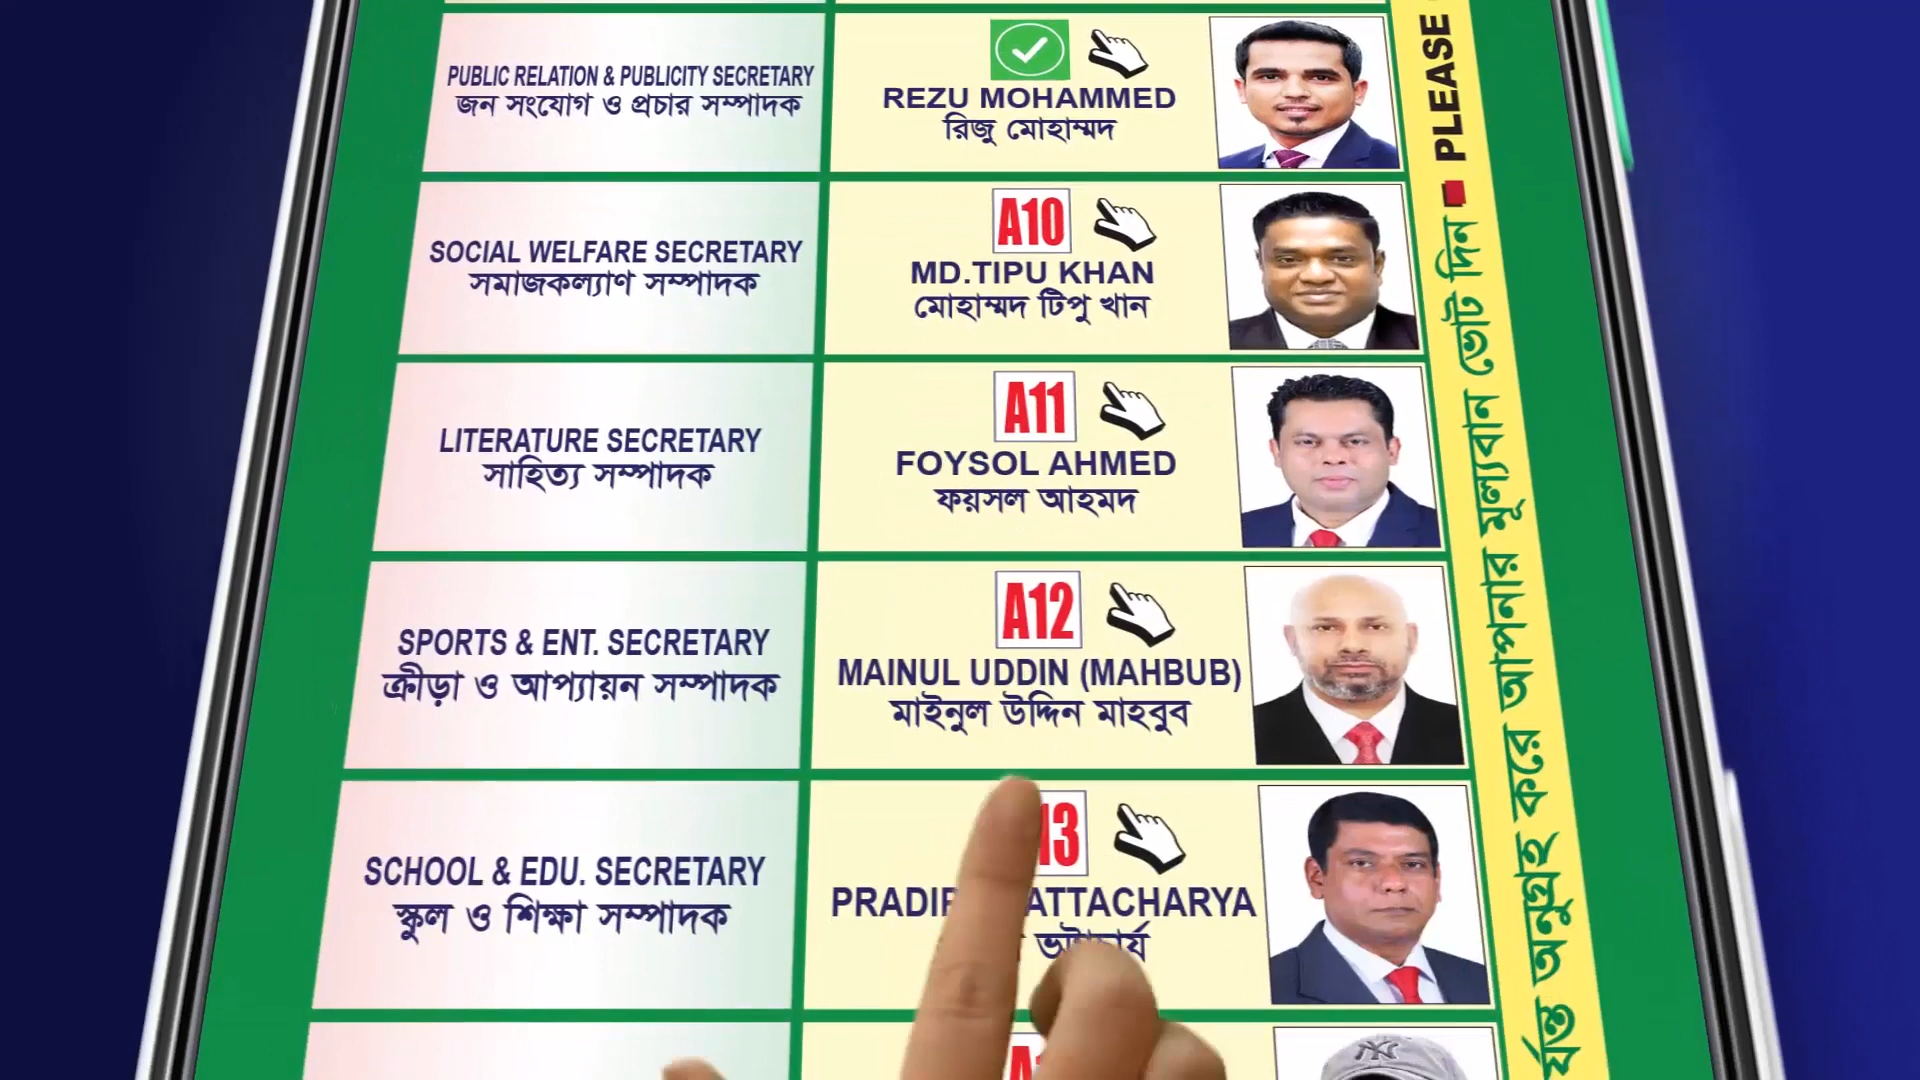 PUBLIC RELATION & PUBLICITY SECRETARY
জন সংযোগ ও প্রচার সম্পাদক
REZU MOHAMMED
রিজু মোহাম্মদ
SOCIAL WELFARE SECRETARY
সমাজকল্যাণ সম্পাদক
A10
MD.TIPU KHAN
মোহাম্মদ টিপু খান
LITERATURE SECRETARY
সাহিত্য সম্পাদক
A11
FOYSOL AHMED
ফয়সল আহমদ
SPORTS & ENT. SECRETARY
ক্রীড়া ও আপ্যায়ন সম্পাদক
A12
MAINUL UDDIN (MAHBUB)
মাইনুল উদ্দিন মাহবুব
SCHOOL & EDU. SECRETARY
স্কুল ও শিক্ষা সম্পাদক
অনুগ্রহ করে আপনার মূল্যবান ভোট দিন ■ PLEASE
NY